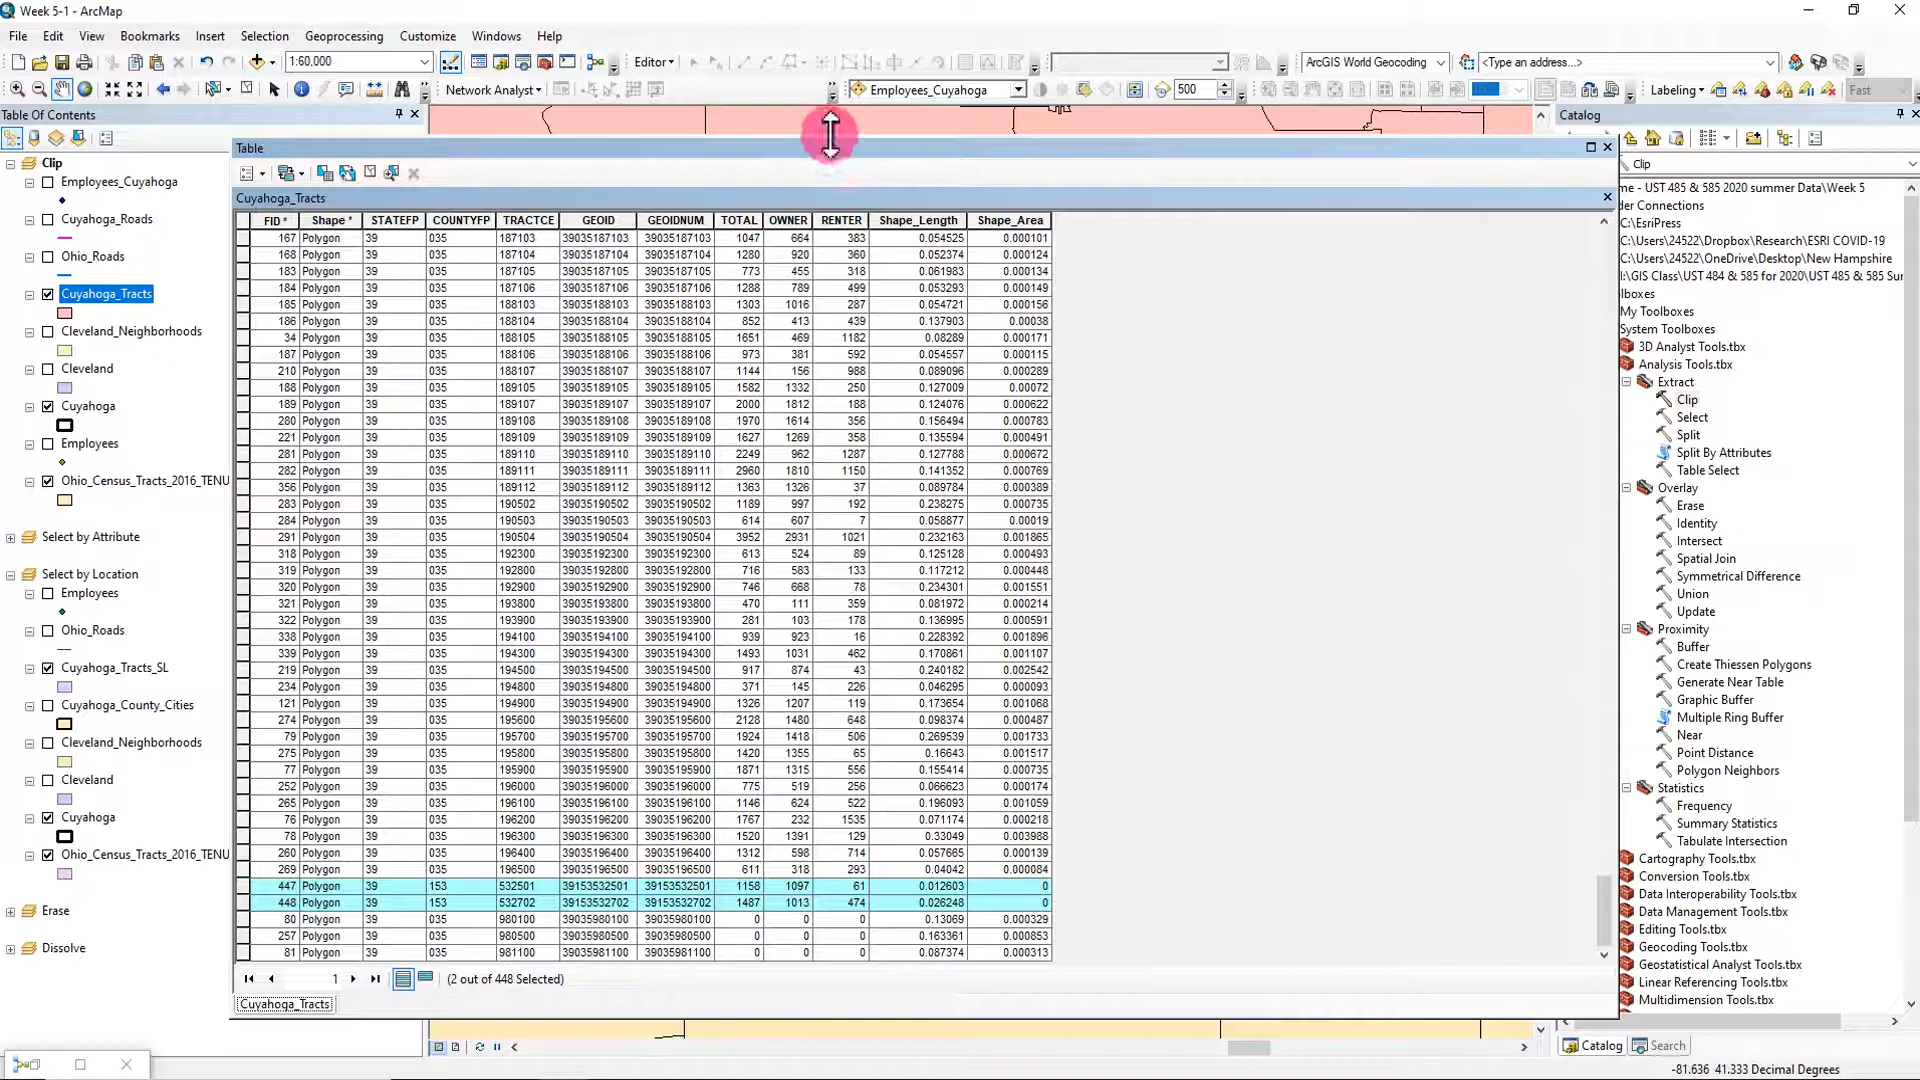 Week 5-1 - ArcMap
File Edit View Bookmarks Insert Selection Geoprocessing Customize Windows Help
1:60,000 Editor ArcGIS World Geocoding <Type an address...>
Network Analyst Employees_Cuyahoga 500 Labeling Fast
Table Of Contents
Clip
Employees_Cuyahoga
Cuyahoga_Roads
Ohio_Roads
Cuyahoga_Tracts
Cleveland_Neighborhoods
Cleveland
Cuyahoga
Employees
Ohio_Census_Tracts_2016_TENU
Select by Attribute
Select by Location
Employees
Ohio_Roads
Cuyahoga_Tracts_SL
Cuyahoga_County_Cities
Cleveland_Neighborhoods
Cleveland
Cuyahoga
Ohio_Census_Tracts_2016_TENU
Erase
Dissolve
Table
Cuyahoga_Tracts
FID * Shape * STATEFP COUNTYFP TRACTCE GEOID GEOIDNUM TOTAL OWNER RENTER Shape_Length Shape_Area
167 Polygon 39 035 187103 39035187103 39035187103 1047 664 383 0.054525 0.000101
168 Polygon 39 035 187104 39035187104 39035187104 1280 920 360 0.052374 0.000124
183 Polygon 39 035 187105 39035187105 39035187105 773 455 318 0.061983 0.000134
184 Polygon 39 035 187106 39035187106 39035187106 1288 789 499 0.053293 0.000149
185 Polygon 39 035 188103 39035188103 39035188103 1303 1016 287 0.054721 0.000156
186 Polygon 39 035 188104 39035188104 39035188104 852 413 439 0.137903 0.00038
34 Polygon 39 035 188105 39035188105 39035188105 1651 469 1182 0.08289 0.000171
187 Polygon 39 035 188106 39035188106 39035188106 973 381 592 0.054557 0.000115
210 Polygon 39 035 188107 39035188107 39035188107 1144 156 988 0.089096 0.000289
188 Polygon 39 035 189105 39035189105 39035189105 1582 1332 250 0.127009 0.00072
189 Polygon 39 035 189107 39035189107 39035189107 2000 1812 188 0.124076 0.000622
280 Polygon 39 035 189108 39035189108 39035189108 1970 1614 356 0.156494 0.000783
221 Polygon 39 035 189109 39035189109 39035189109 1627 1269 358 0.135594 0.000491
281 Polygon 39 035 189110 39035189110 39035189110 2249 962 1287 0.127788 0.000672
282 Polygon 39 035 189111 39035189111 39035189111 2960 1810 1150 0.141352 0.000769
356 Polygon 39 035 189112 39035189112 39035189112 1363 1326 37 0.089784 0.000389
283 Polygon 39 035 190502 39035190502 39035190502 1189 997 192 0.238275 0.000735
284 Polygon 39 035 190503 39035190503 39035190503 614 607 7 0.058877 0.00019
291 Polygon 39 035 190504 39035190504 39035190504 3952 2931 1021 0.232163 0.001865
318 Polygon 39 035 192300 39035192300 39035192300 613 524 89 0.125128 0.000493
319 Polygon 39 035 192800 39035192800 39035192800 716 583 133 0.117212 0.000448
320 Polygon 39 035 192900 39035192900 39035192900 746 668 78 0.234301 0.001551
321 Polygon 39 035 193800 39035193800 39035193800 470 111 359 0.081972 0.000214
322 Polygon 39 035 193900 39035193900 39035193900 281 103 178 0.136995 0.000591
338 Polygon 39 035 194100 39035194100 39035194100 939 923 16 0.228392 0.001896
339 Polygon 39 035 194300 39035194300 39035194300 1493 1031 462 0.170861 0.001107
219 Polygon 39 035 194500 39035194500 39035194500 917 874 43 0.240182 0.002542
234 Polygon 39 035 194800 39035194800 39035194800 371 145 226 0.046295 0.000093
121 Polygon 39 035 194900 39035194900 39035194900 1326 1207 119 0.173654 0.001068
274 Polygon 39 035 195600 39035195600 39035195600 2128 1480 648 0.098374 0.000487
79 Polygon 39 035 195700 39035195700 39035195700 1924 1418 506 0.269539 0.001733
275 Polygon 39 035 195800 39035195800 39035195800 1420 1355 65 0.16643 0.001517
77 Polygon 39 035 195900 39035195900 39035195900 1871 1315 556 0.155414 0.000735
252 Polygon 39 035 196000 39035196000 39035196000 775 519 256 0.066623 0.000174
265 Polygon 39 035 196100 39035196100 39035196100 1146 624 522 0.196093 0.001059
76 Polygon 39 035 196200 39035196200 39035196200 1767 232 1535 0.071174 0.000218
78 Polygon 39 035 196300 39035196300 39035196300 1520 1391 129 0.33049 0.003988
260 Polygon 39 035 196400 39035196400 39035196400 1312 598 714 0.057665 0.000139
269 Polygon 39 035 196500 39035196500 39035196500 611 318 293 0.04042 0.000084
447 Polygon 39 153 532501 39153532501 39153532501 1158 1097 61 0.012603 0
448 Polygon 39 153 532702 39153532702 39153532702 1487 1013 474 0.026248 0
80 Polygon 39 035 980100 39035980100 39035980100 0 0 0 0.13069 0.000329
257 Polygon 39 035 980500 39035980500 39035980500 0 0 0 0.163361 0.000853
81 Polygon 39 035 981100 39035981100 39035981100 0 0 0 0.087374 0.000313
1 (2 out of 448 Selected)
Cuyahoga_Tracts
Catalog
Clip
me - UST 485 & 585 2020 summer Data\Week 5
der Connections
C:\EsriPress
C:\Users\24522\Dropbox\Research\ESRI COVID-19
C:\Users\24522\OneDrive\Desktop\New Hampshire
I:\GIS Class\UST 484 & 585 for 2020\UST 485 & 585 Sur
lboxes
My Toolboxes
System Toolboxes
3D Analyst Tools.tbx
Analysis Tools.tbx
Extract
Clip
Select
Split
Split By Attributes
Table Select
Overlay
Erase
Identity
Intersect
Spatial Join
Symmetrical Difference
Union
Update
Proximity
Buffer
Create Thiessen Polygons
Generate Near Table
Graphic Buffer
Multiple Ring Buffer
Near
Point Distance
Polygon Neighbors
Statistics
Frequency
Summary Statistics
Tabulate Intersection
Cartography Tools.tbx
Conversion Tools.tbx
Data Interoperability Tools.tbx
Data Management Tools.tbx
Editing Tools.tbx
Geocoding Tools.tbx
Geostatistical Analyst Tools.tbx
Linear Referencing Tools.tbx
Multidimension Tools.tbx
Catalog Search
-81.636 41.333 Decimal Degrees